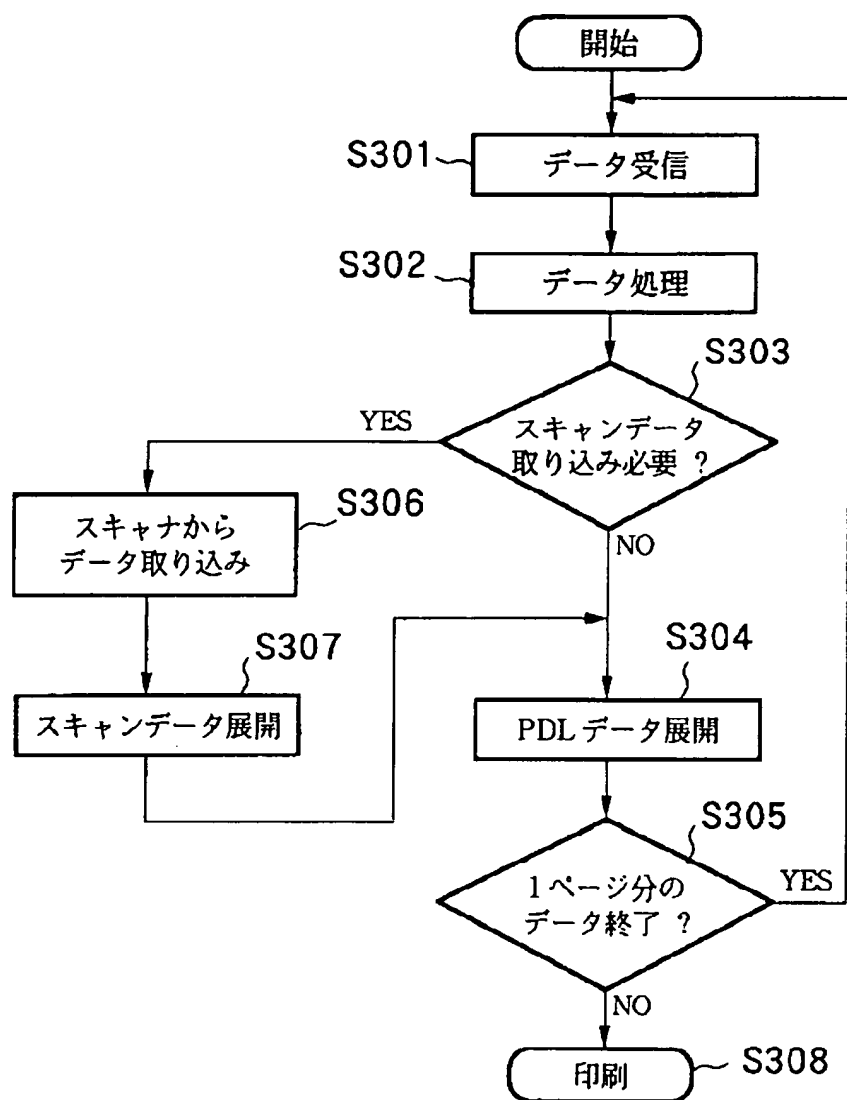 開始
S301
データ受信
S302
データ処理
S303
スキャンデータ
取り込み必要 ?
YES
NO
S306
スキャナから
データ取り込み
S307
スキャンデータ展開
S304
PDLデータ展開
S305
1ページ分の
データ終了 ?
YES
NO
印刷
S308